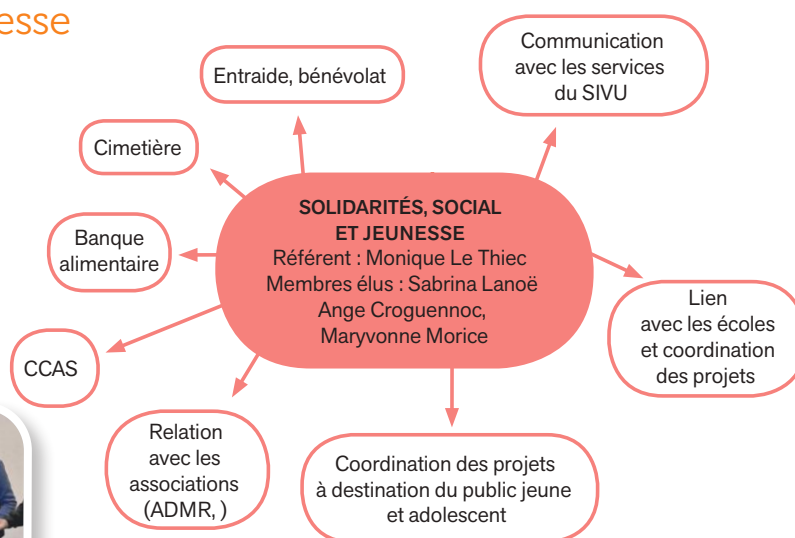 esse
Communication
avec les services
du SIVU
Entraide, bénévolat
Cimetière
Banque
alimentaire
CCAS
SOLIDARITÉS, SOCIAL
ET JEUNESSE
Référent : Monique Le Thiec
Membres élus : Sabrina Lanoë
Ange Croguennoc,
Maryvonne Morice
Lien
avec les écoles
et coordination
des projets
Relation
avec les
associations
(ADMR, )
Coordination des projets
à destination du public jeune
et adolescent